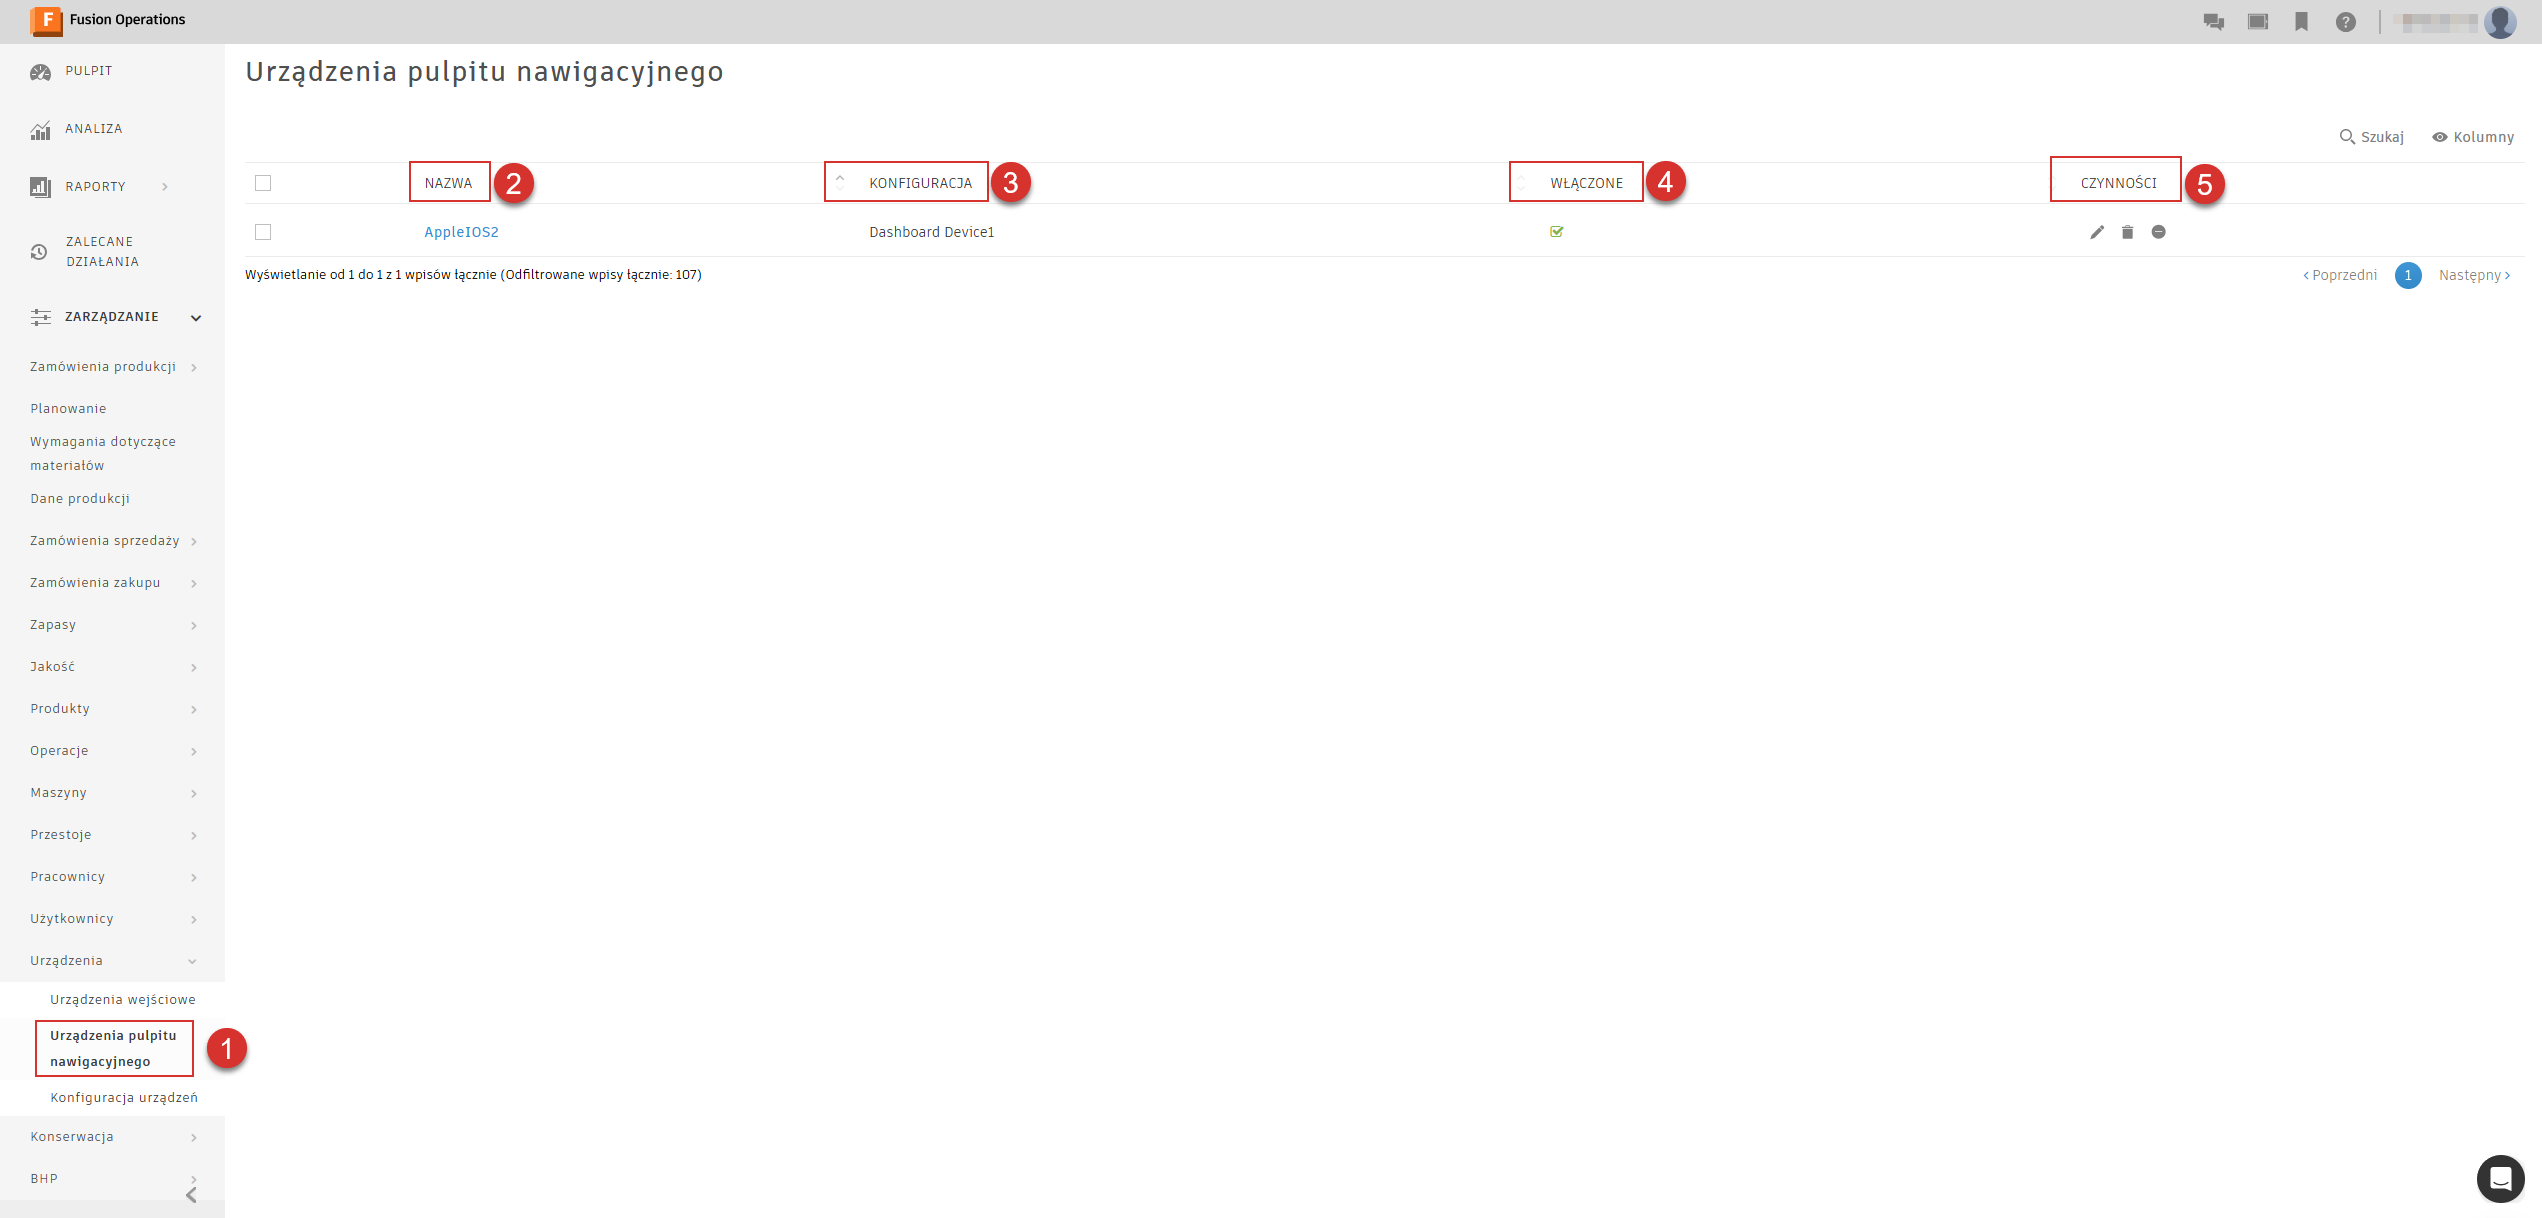 F Fusion Operations
?
PULPIT
ANALIZA
RAPORTY
ZALECANE
DZIAŁANIA
ZARZĄDZANIE
Zamówienia produkcji
Planowanie
Wymagania dotyczące
materiałów
Dane produkcji
Zamówienia sprzedaży
Zamówienia zakupu
Zapasy
Jakość
Produkty
Operacje
Maszyny
Przestoje
Pracownicy
Użytkownicy
Urządzenia
Urządzenia wejściowe
Urządzenia pulpitu
nawigacyjnego
1
Konfiguracja urządzeń
Konserwacja
BHP
Urządzenia pulpitu nawigacyjnego
Szukaj Kolumny
NAZWA 2 KONFIGURACJA 3 WŁĄCZONE 4 CZYNNOŚCI 5
AppleIOS2 Dashboard Device1
Wyświetlanie od 1 do 1 z 1 wpisów łącznie (Odfiltrowane wpisy łącznie: 107)
Poprzedni 1 Następny